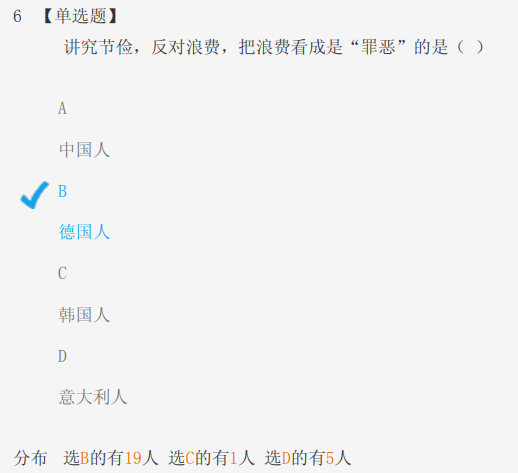 6 【单选题】
讲究节俭，反对浪费，把浪费看成是“罪恶”的是（ ）
A
中国人
B
德国人
C
韩国人
D
意大利人
分布 选B的有19人 选C的有1人 选D的有5人